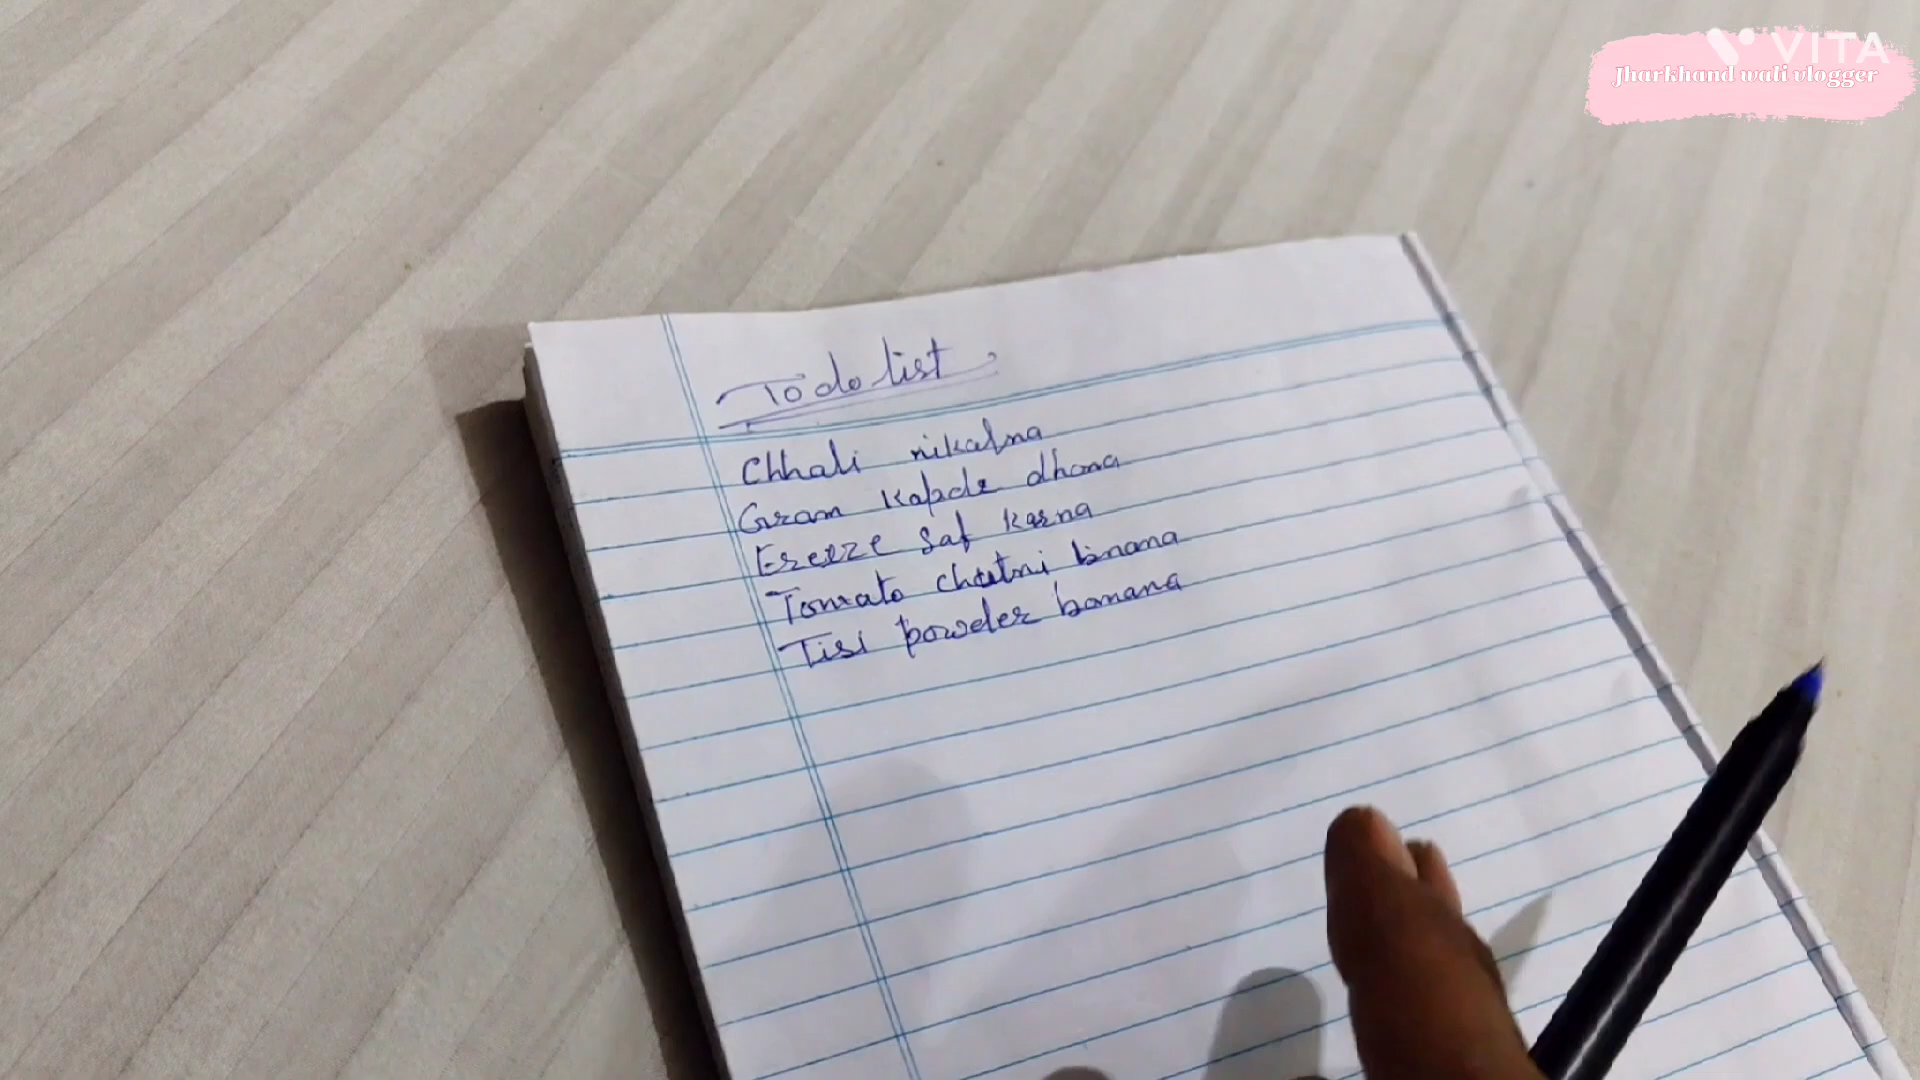 VITA
Jharkhand wali vlogger
To do list
Chhali nikalna
Gram kapde dhona
Freeze saf karna
Tomato chatni banana
Tisi powder banana